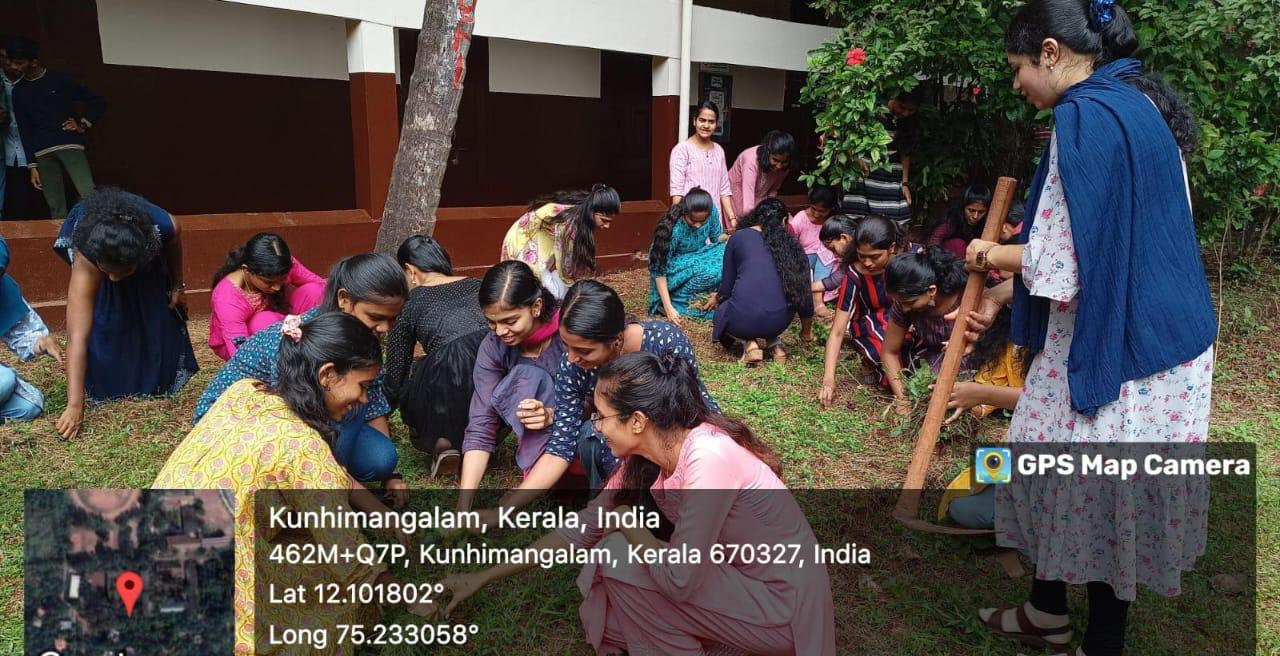 GPS Map Camera
Kunhimangalam, Kerala, India
462M+Q7P, Kunhimangalam, Kerala 670327, India
Lat 12.101802°
Long 75.233058°